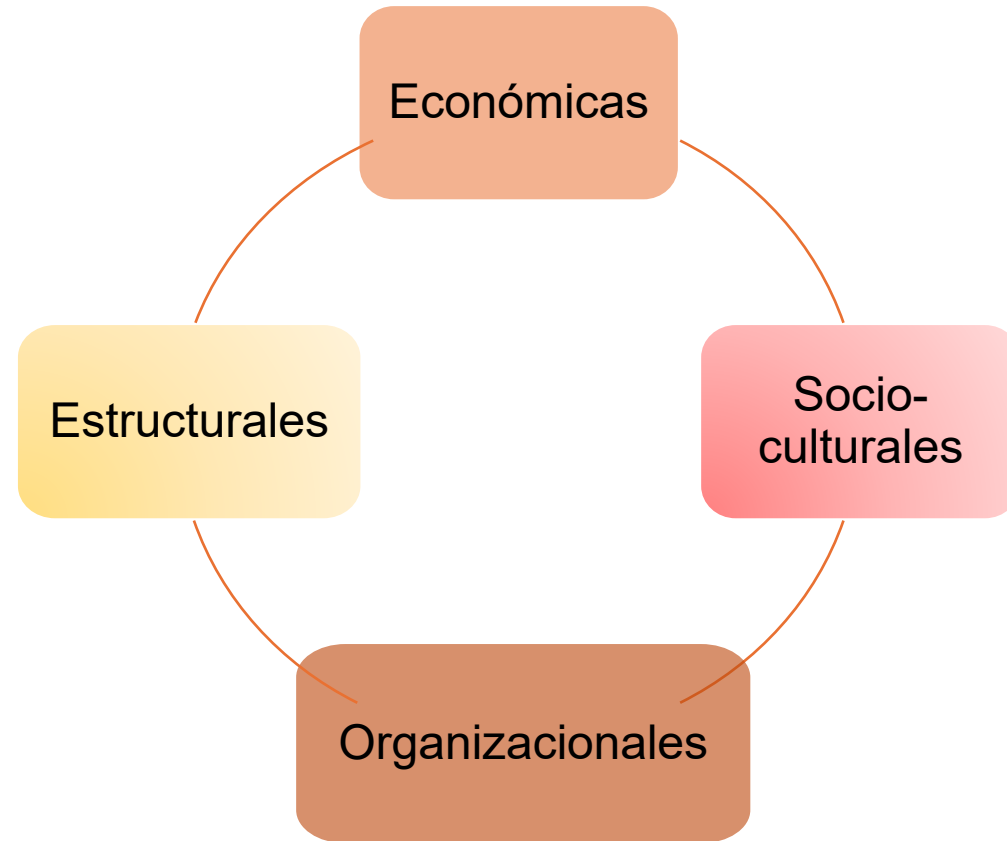 Económicas
Estructurales
Socio-
culturales
Organizacionales